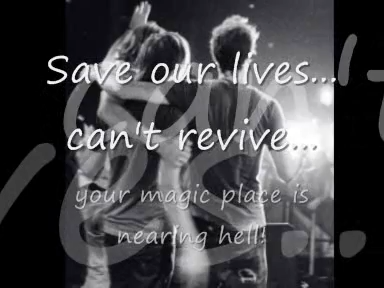 Save our lives...
can't revive...
your magic place is
nearing hell!